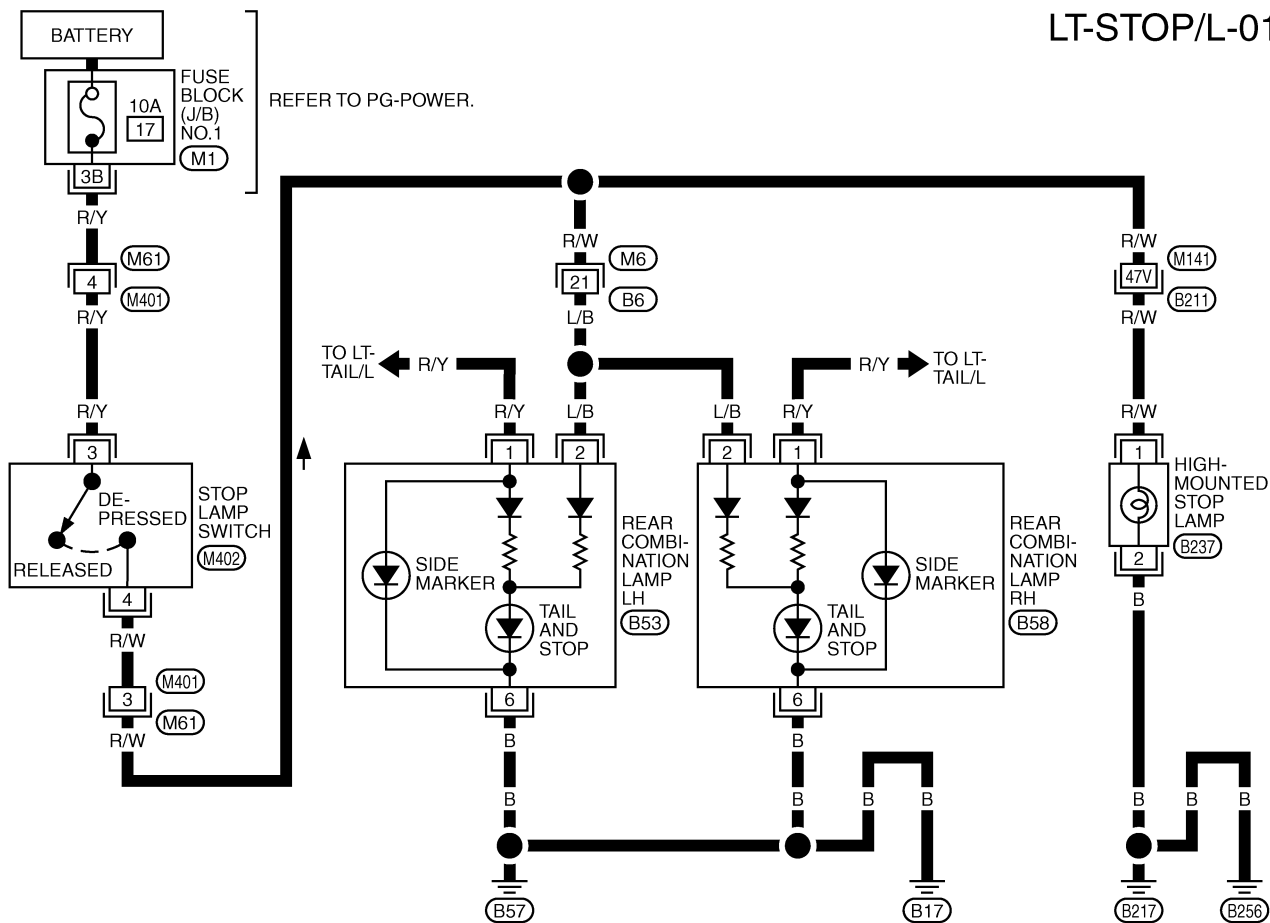 LT-STOP/L-01
BATTERY
FUSE
BLOCK
(J/B)
NO.1
M1
10A
17
REFER TO PG-POWER.
3B
R/Y
M61
4
M401
R/Y
R/Y
3
DE-
PRESSED
RELEASED
STOP
LAMP
SWITCH
M402
4
R/W
M401
3
M61
R/W
R/W
M6
21
B6
L/B
TO LT-
TAIL/L
R/Y
R/Y
TO LT-
TAIL/L
R/Y
L/B
L/B
R/Y
1
2
2
1
SIDE
MARKER
TAIL
AND
STOP
REAR
COMBI-
NATION
LAMP
LH
B53
TAIL
AND
STOP
SIDE
MARKER
REAR
COMBI-
NATION
LAMP
RH
B58
6
6
B
B
B
B
B
B
B57
B17
R/W
M141
47V
B211
R/W
R/W
1
HIGH-
MOUNTED
STOP
LAMP
B237
2
B
B
B
B
B217
B256